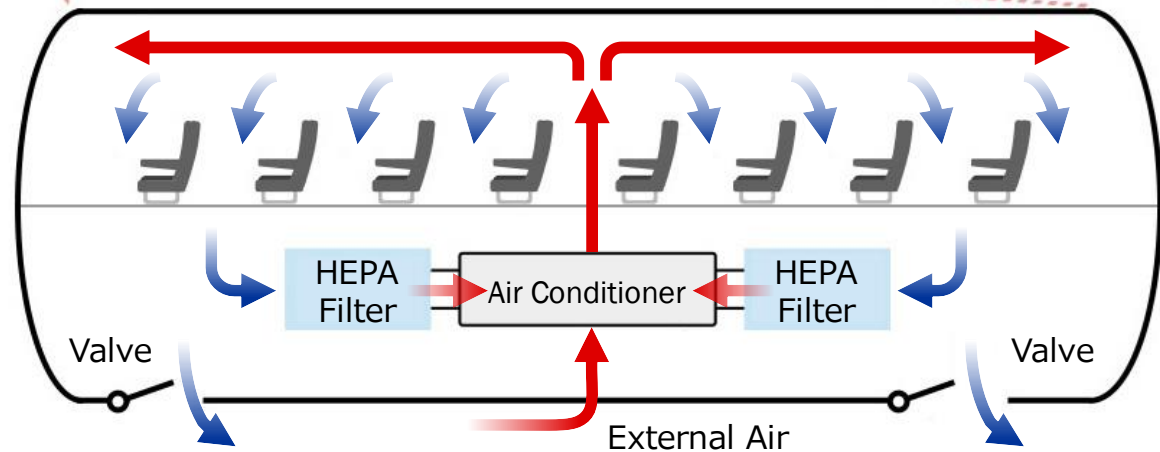 HEPA
Filter
Air Conditioner
HEPA
Filter
Valve
Valve
External Air